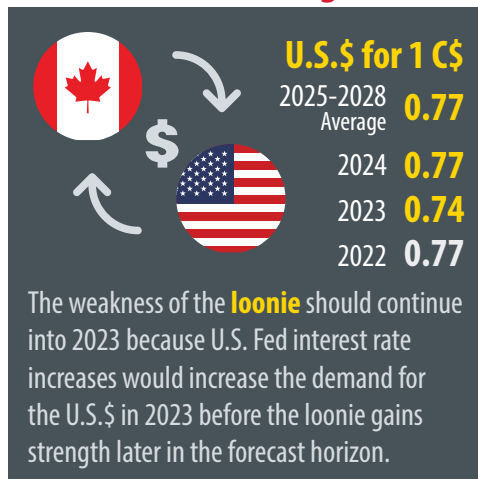 U.S.$ for 1 C$
2025-2028 Average 0.77
2024 0.77
2023 0.74
2022 0.77
$
The weakness of the loonie should continue
into 2023 because U.S. Fed interest rate
increases would increase the demand for
the U.S.$ in 2023 before the loonie gains
strength later in the forecast horizon.